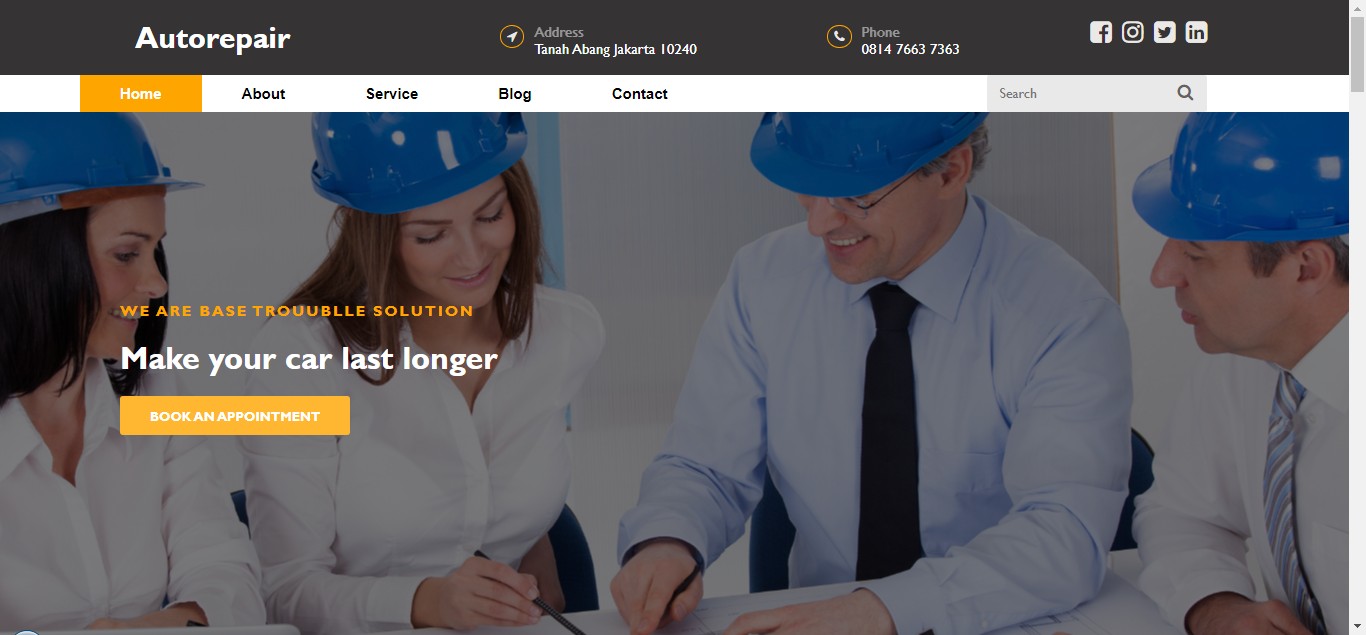 Autorepair
Address
Tanah Abang Jakarta 10240
Phone
0814 7663 7363
Home About Service Blog Contact Search
WE ARE BASE TROUUBLLE SOLUTION
Make your car last longer
BOOK AN APPOINTMENT